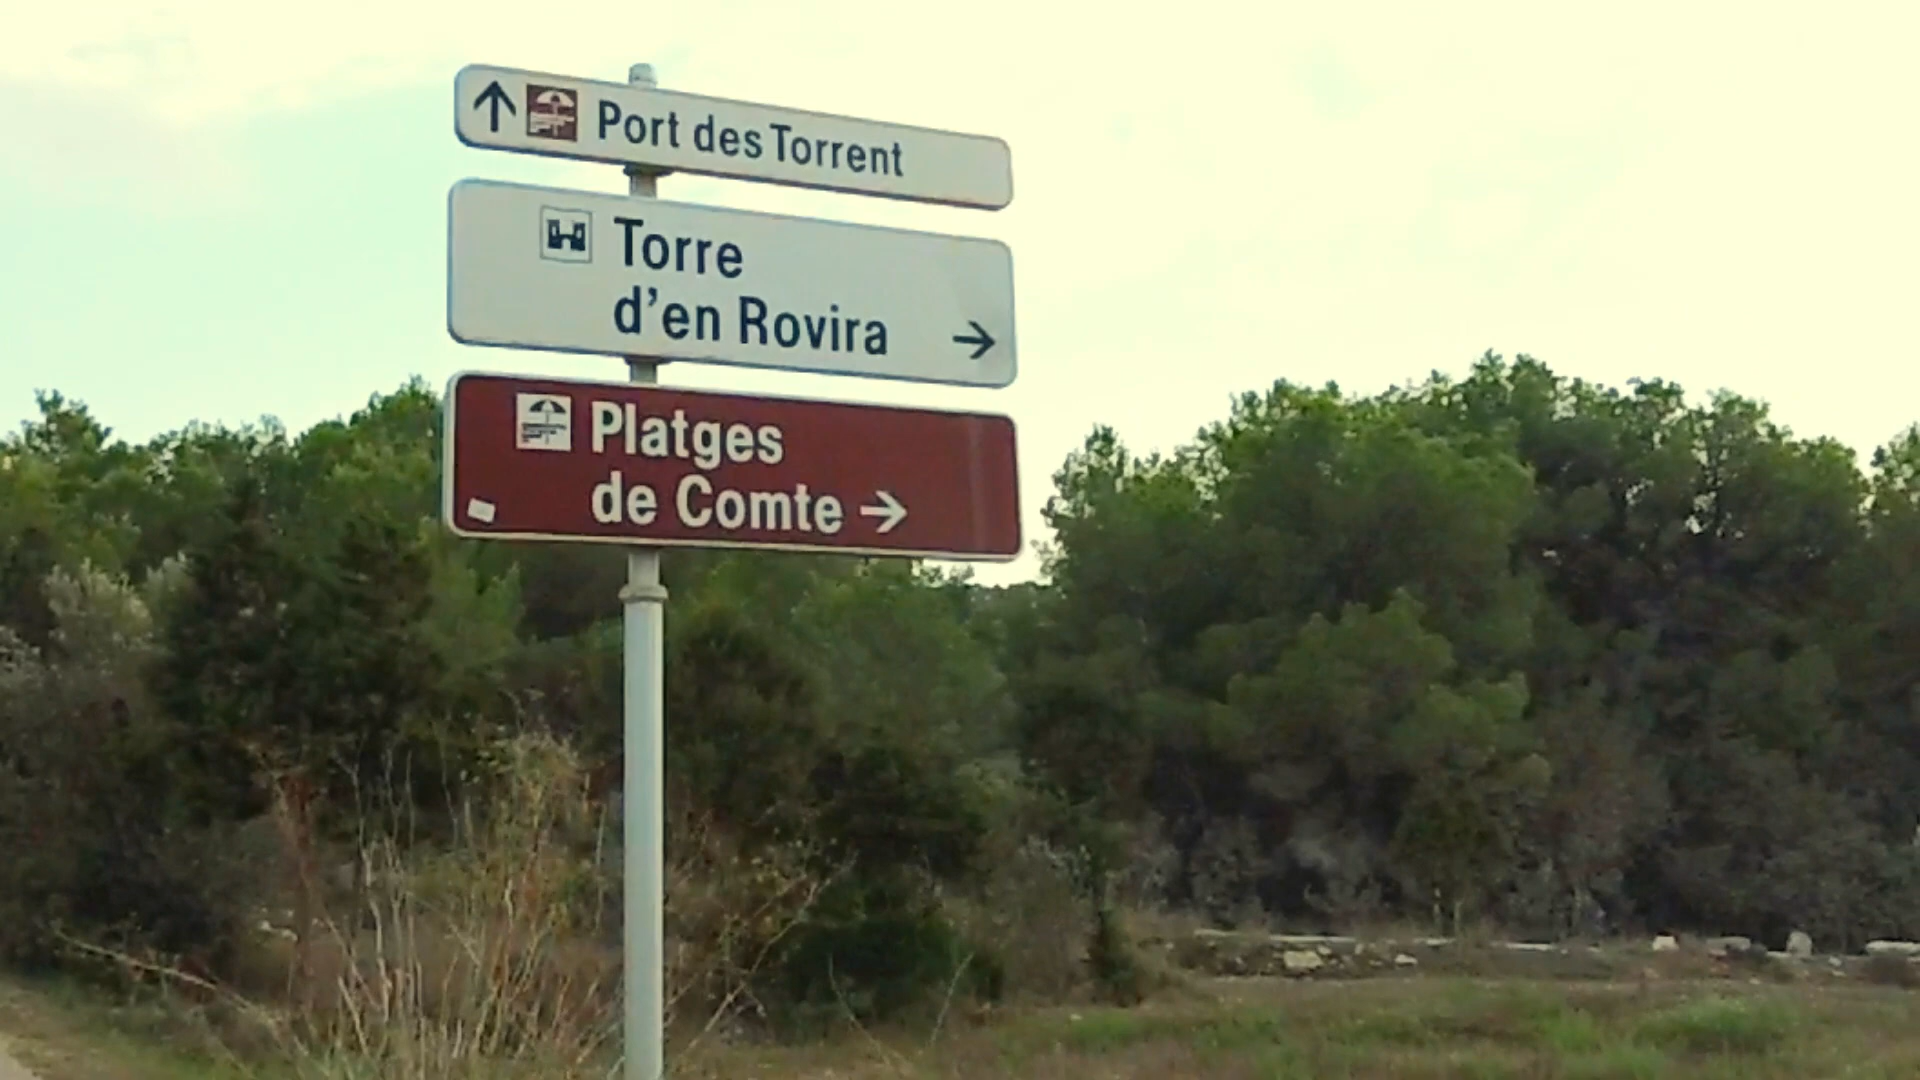 Port des Torrent
Torre
d'en Rovira
Platges
de Comte